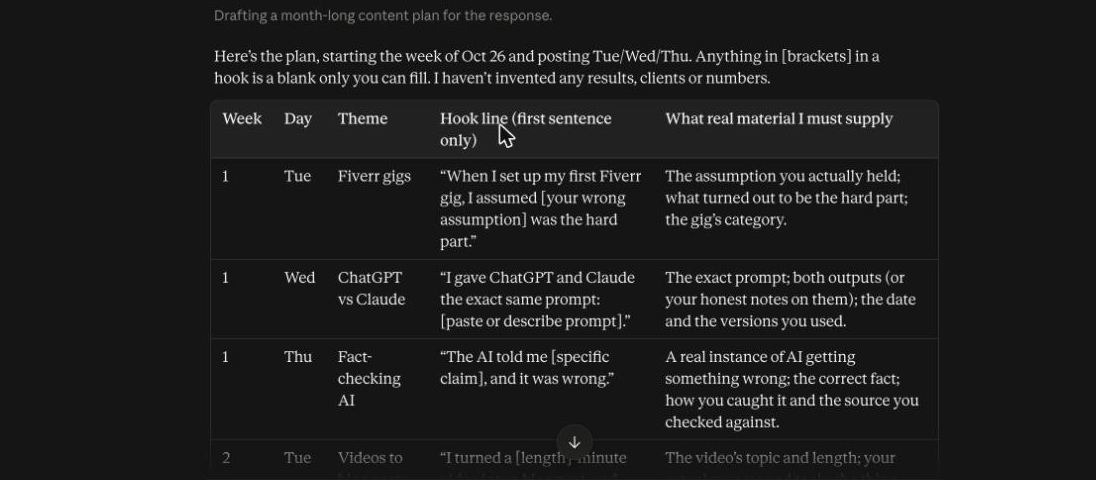 Drafting a month-long content plan for the response.
Here's the plan, starting the week of Oct 26 and posting Tue/Wed/Thu. Anything in [brackets] in a
hook is a blank only you can fill. I haven't invented any results, clients or numbers.
Week Day Theme Hook line (first sentence only) What real material I must supply
1 Tue Fiverr gigs “When I set up my first Fiverr gig, I assumed [your wrong assumption] was the hard part.” The assumption you actually held; what turned out to be the hard part; the gig's category.
1 Wed ChatGPT vs Claude “I gave ChatGPT and Claude the exact same prompt: [paste or describe prompt].” The exact prompt; both outputs (or your honest notes on them); the date and the versions you used.
1 Thu Fact-checking AI “The AI told me [specific claim], and it was wrong.” A real instance of AI getting something wrong; the correct fact; how you caught it and the source you checked against.
2 Tue Videos to “I turned a [length]-minute The video's topic and length; your